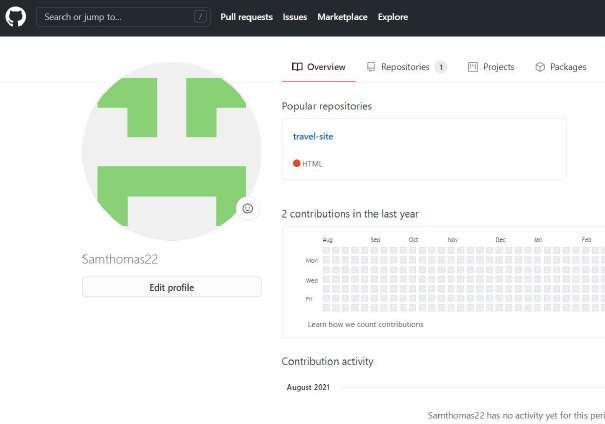 Search or jump to... /
Pull requests Issues Marketplace Explore
Overview Repositories 1 Projects Packages
Popular repositories
travel-site
HTML
2 contributions in the last year
Aug Sep Oct Nov Dec Jan Feb
Mon
Wed
Fri
Learn how we count contributions
Samthomas22
Edit profile
Contribution activity
August 2021
Samthomas22 has no activity yet for this peri